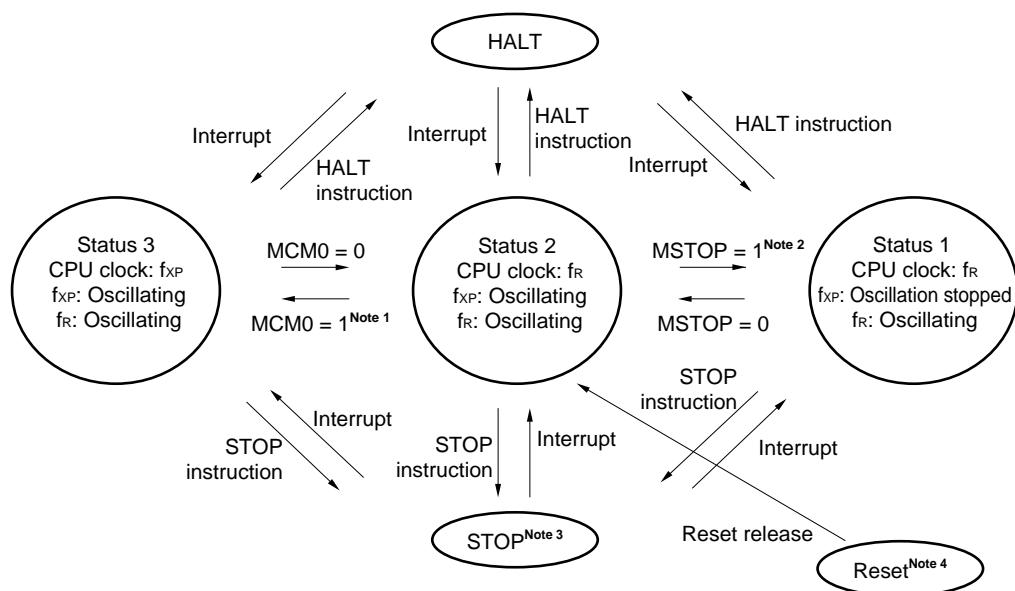 HALT
Interrupt
HALT
instruction
Interrupt
HALT
instruction
HALT instruction
Interrupt
Status 3
CPU clock: fXP
fXP: Oscillating
fR: Oscillating
MCM0 = 0
MCM0 = 1Note 1
Status 2
CPU clock: fR
fXP: Oscillating
fR: Oscillating
MSTOP = 1Note 2
MSTOP = 0
Status 1
CPU clock: fR
fXP: Oscillation stopped
fR: Oscillating
STOP
instruction
Interrupt
STOP
instruction
Interrupt
STOP
instruction
Interrupt
STOPNote 3
Reset release
ResetNote 4